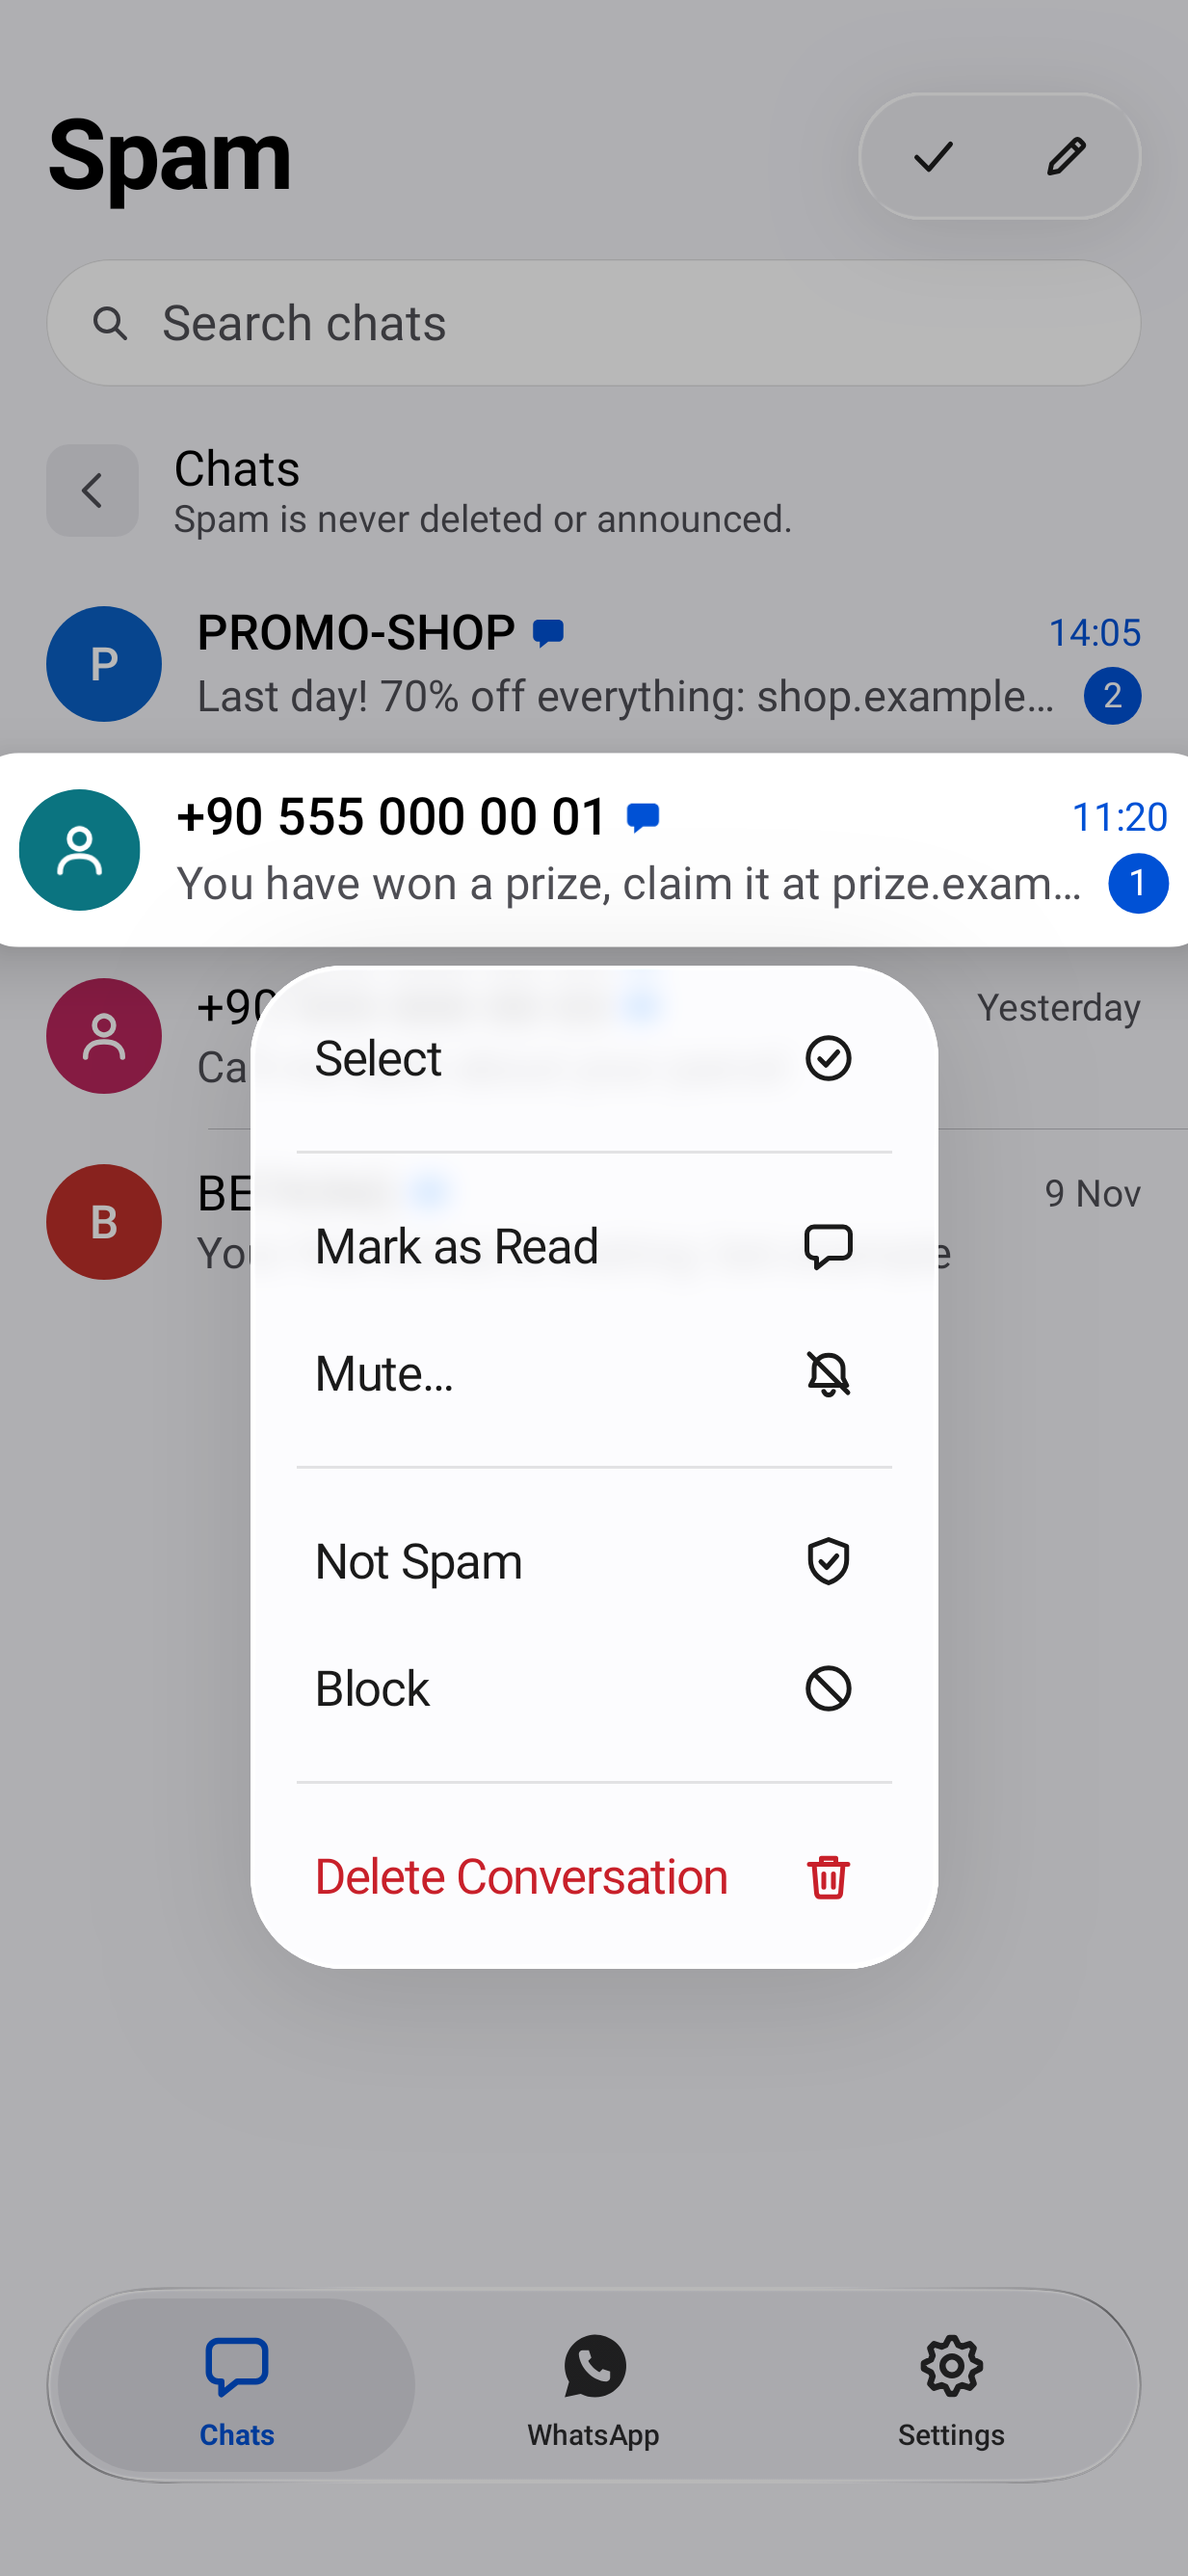 Spam
Search chats
Chats
Spam is never deleted or announced.
P
PROMO-SHOP
14:05
Last day! 70% off everything: shop.example…
2
+90 555 000 00 01
11:20
You have won a prize, claim it at prize.exam…
1
Yesterday
Select
B
9 Nov
Mark as Read
Mute…
Not Spam
Block
Delete Conversation
Chats
WhatsApp
Settings